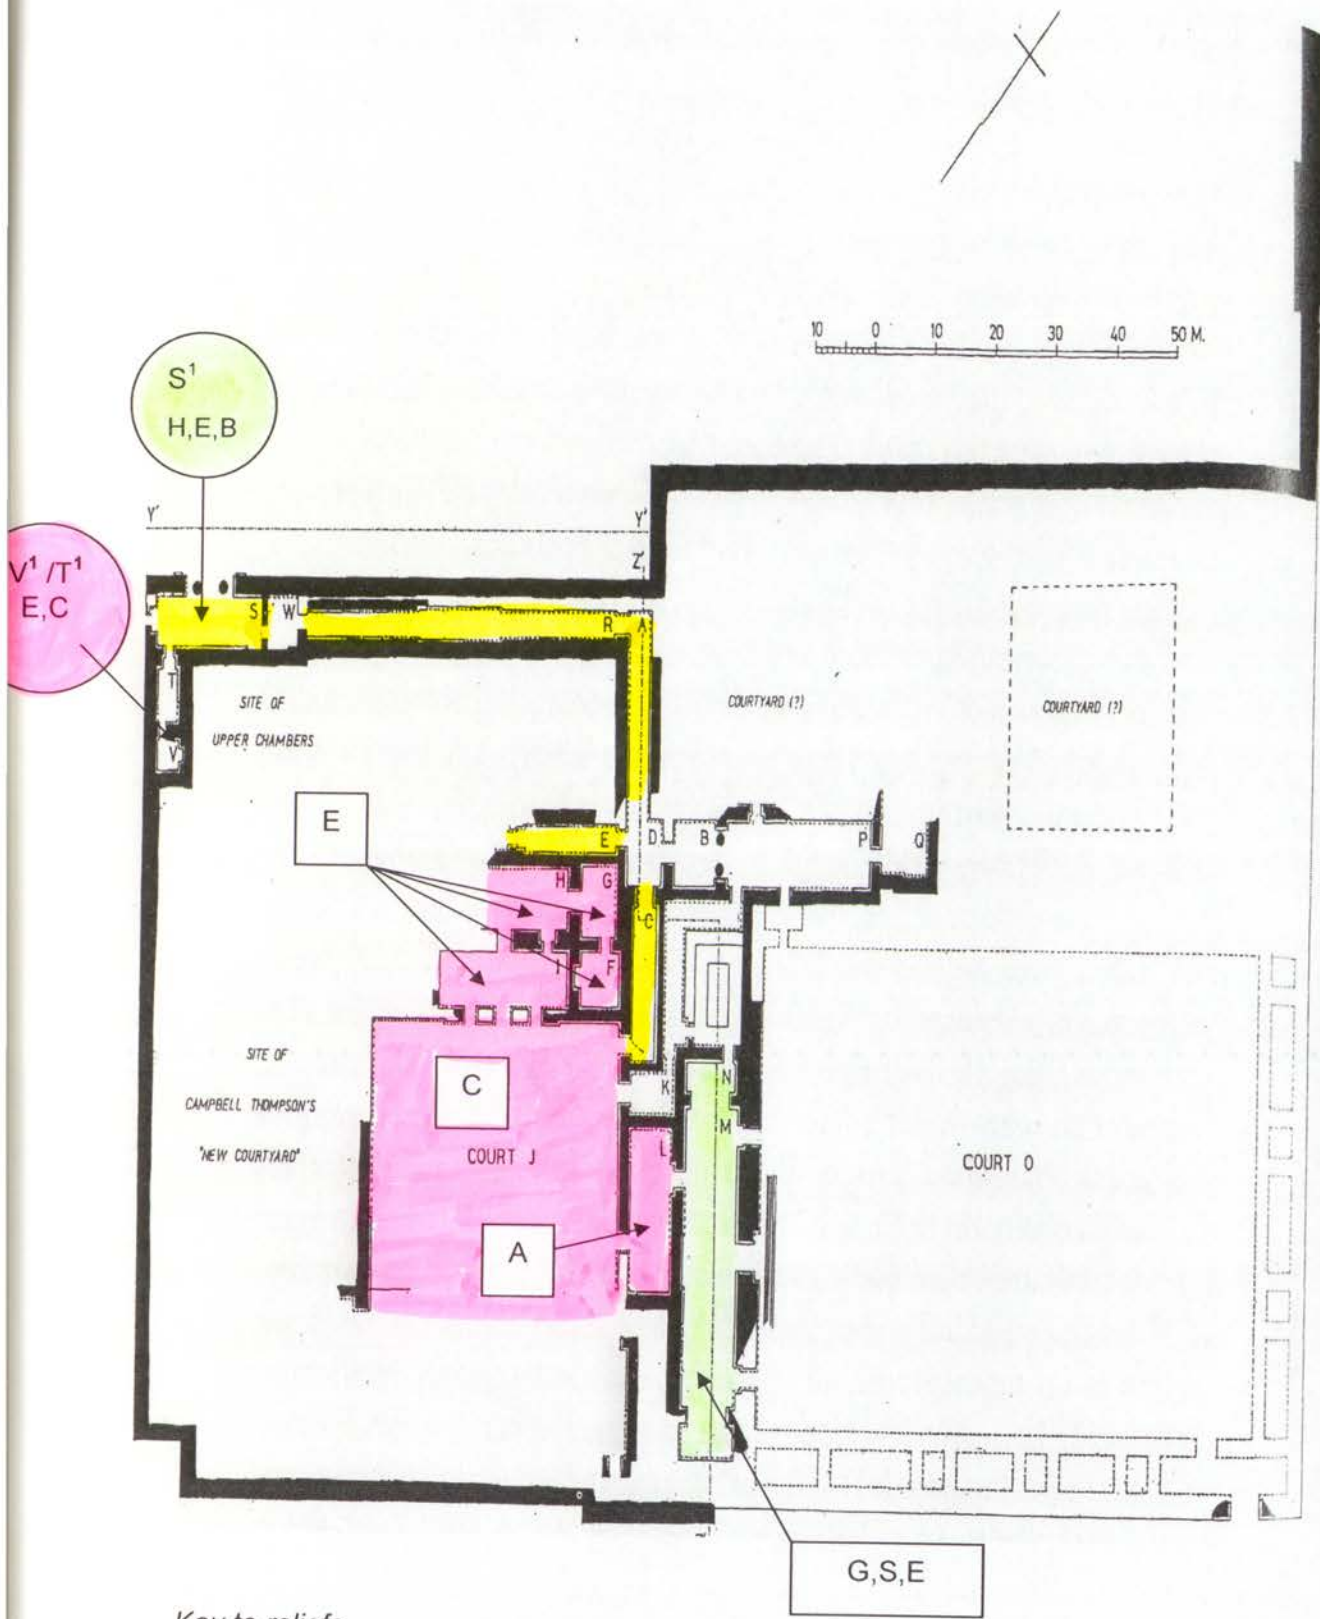 10 0 10 20 30 40 50 M.
S¹
H,E,B
Y' Y'
Z'
V¹ /T¹
E,C
S W R A
T
SITE OF
UPPER CHAMBERS
COURTYARD (?)
COURTYARD (?)
V
E
E D B P Q
H G
C
I F
SITE OF
CAMPBELL THOMPSON'S
"NEW COURTYARD"
C
K N
M
COURT J
L
COURT O
A
G,S,E
Key to reliefs